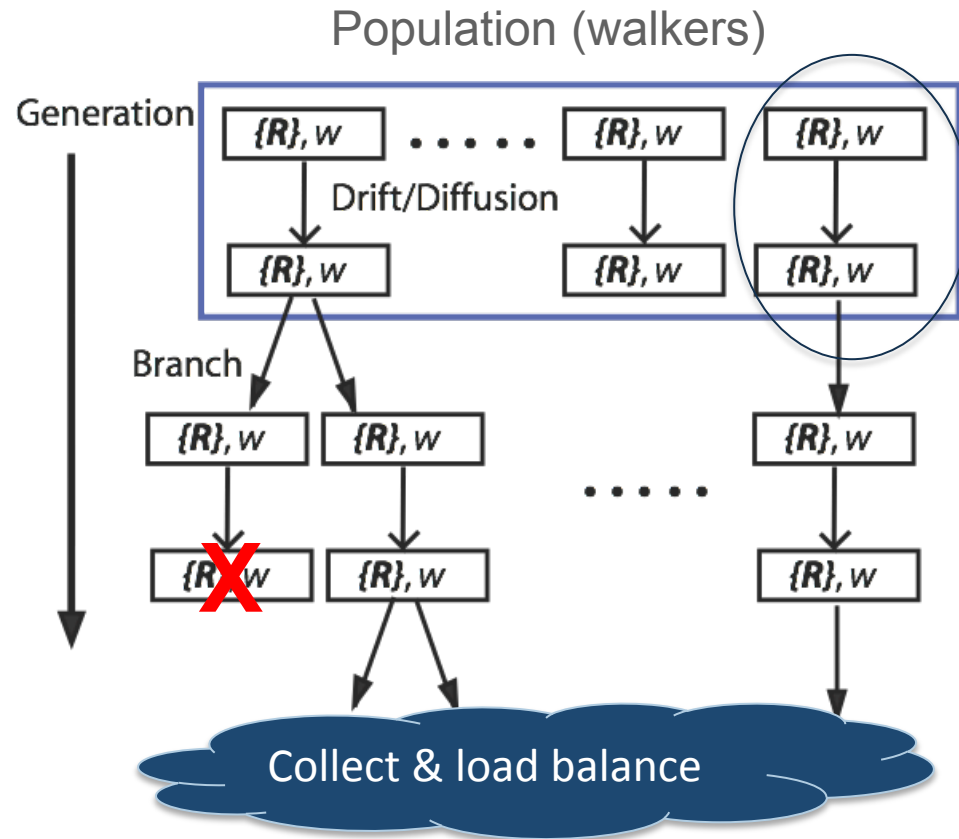 Population (walkers)
Generation
{R}, w ..... {R}, w {R}, w
Drift/Diffusion
{R}, w {R}, w {R}, w
Branch
{R}, w {R}, w {R}, w
.....
{R X w {R}, w {R}, w
Collect & load balance